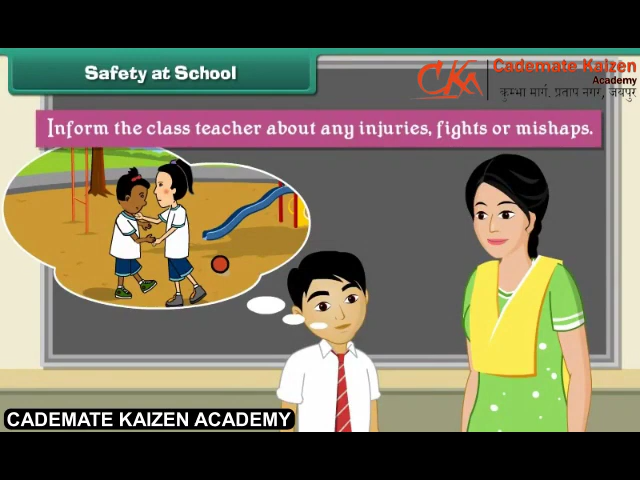 Safety at School
CKA
Cademate Kaizen
Academy
कुम्भा मार्ग. प्रताप नगर, जयपुर
Inform the class teacher about any injuries, fights or mishaps.
CADEMATE KAIZEN ACADEMY